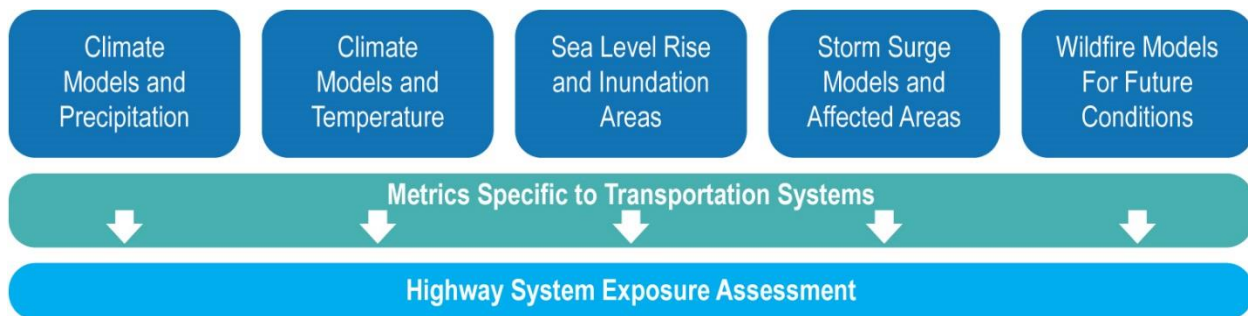 Climate
Models and
Precipitation
Climate
Models and
Temperature
Sea Level Rise
and Inundation
Areas
Storm Surge
Models and
Affected Areas
Wildfire Models
For Future
Conditions
Metrics Specific to Transportation Systems
Highway System Exposure Assessment